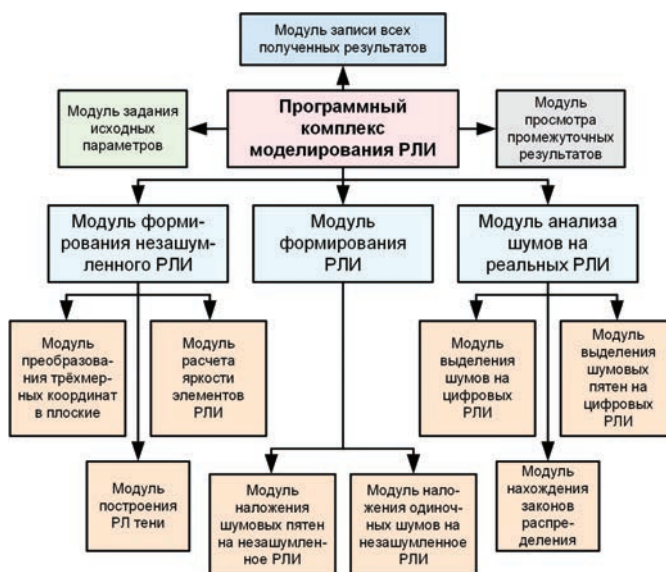 Модуль записи всех
полученных результатов
Модуль задания
исходных
параметров
Программный
комплекс
моделирования РЛИ
Модуль
просмотра
промежуточных
результатов
Модуль форми-
рования незашум-
ленного РЛИ
Модуль
формирования
РЛИ
Модуль анализа
шумов на
реальных РЛИ
Модуль
преобразова-
ния трёхмер-
ных координат
в плоские
Модуль
расчета
яркости
элементов
РЛИ
Модуль
выделения
шумов на
цифровых
РЛИ
Модуль
выделения
шумовых
пятен на
цифровых
РЛИ
Модуль
построения
РЛ тени
Модуль
наложения
шумовых пятен
на незашумлен-
ное РЛИ
Модуль нало-
жения одиноч-
ных шумов на
незашумленное
РЛИ
Модуль
нахождения
законов
распре-
деления